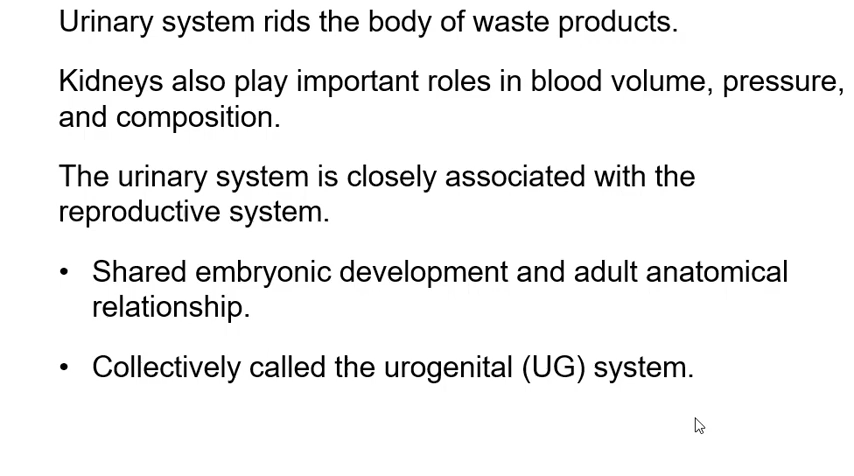 Urinary system rids the body of waste products.
Kidneys also play important roles in blood volume, pressure,
and composition.
The urinary system is closely associated with the
reproductive system.
• Shared embryonic development and adult anatomical
relationship.
• Collectively called the urogenital (UG) system.